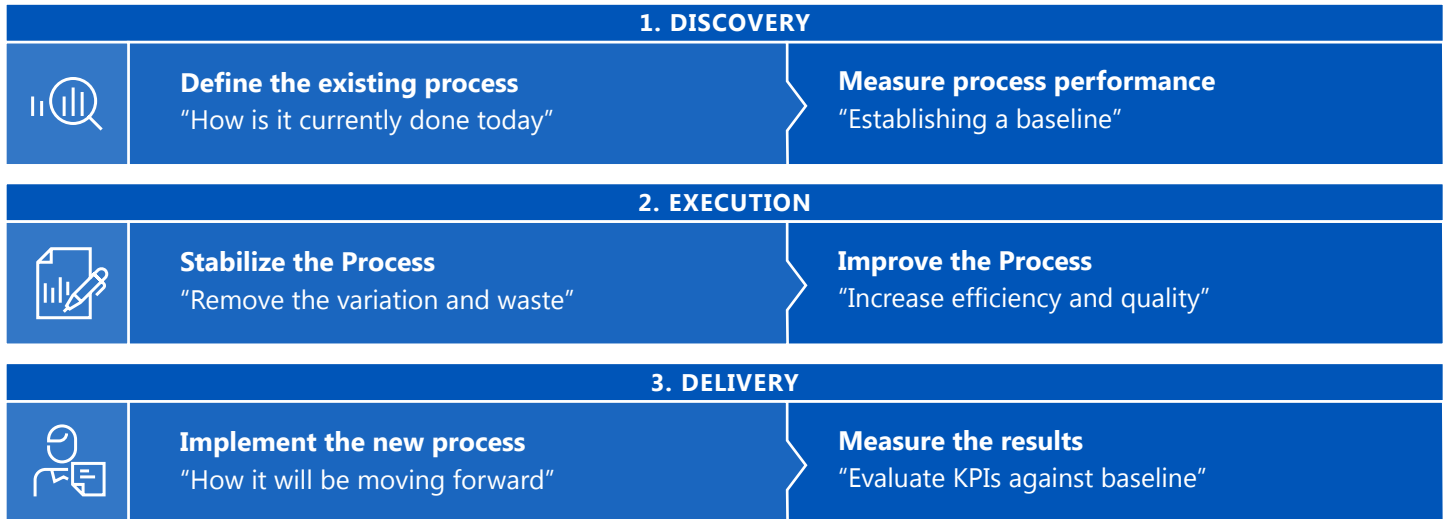 1. DISCOVERY
Define the existing process
“How is it currently done today”
Measure process performance
“Establishing a baseline”
2. EXECUTION
Stabilize the Process
“Remove the variation and waste”
Improve the Process
“Increase efficiency and quality”
3. DELIVERY
Implement the new process
“How it will be moving forward”
Measure the results
“Evaluate KPIs against baseline”